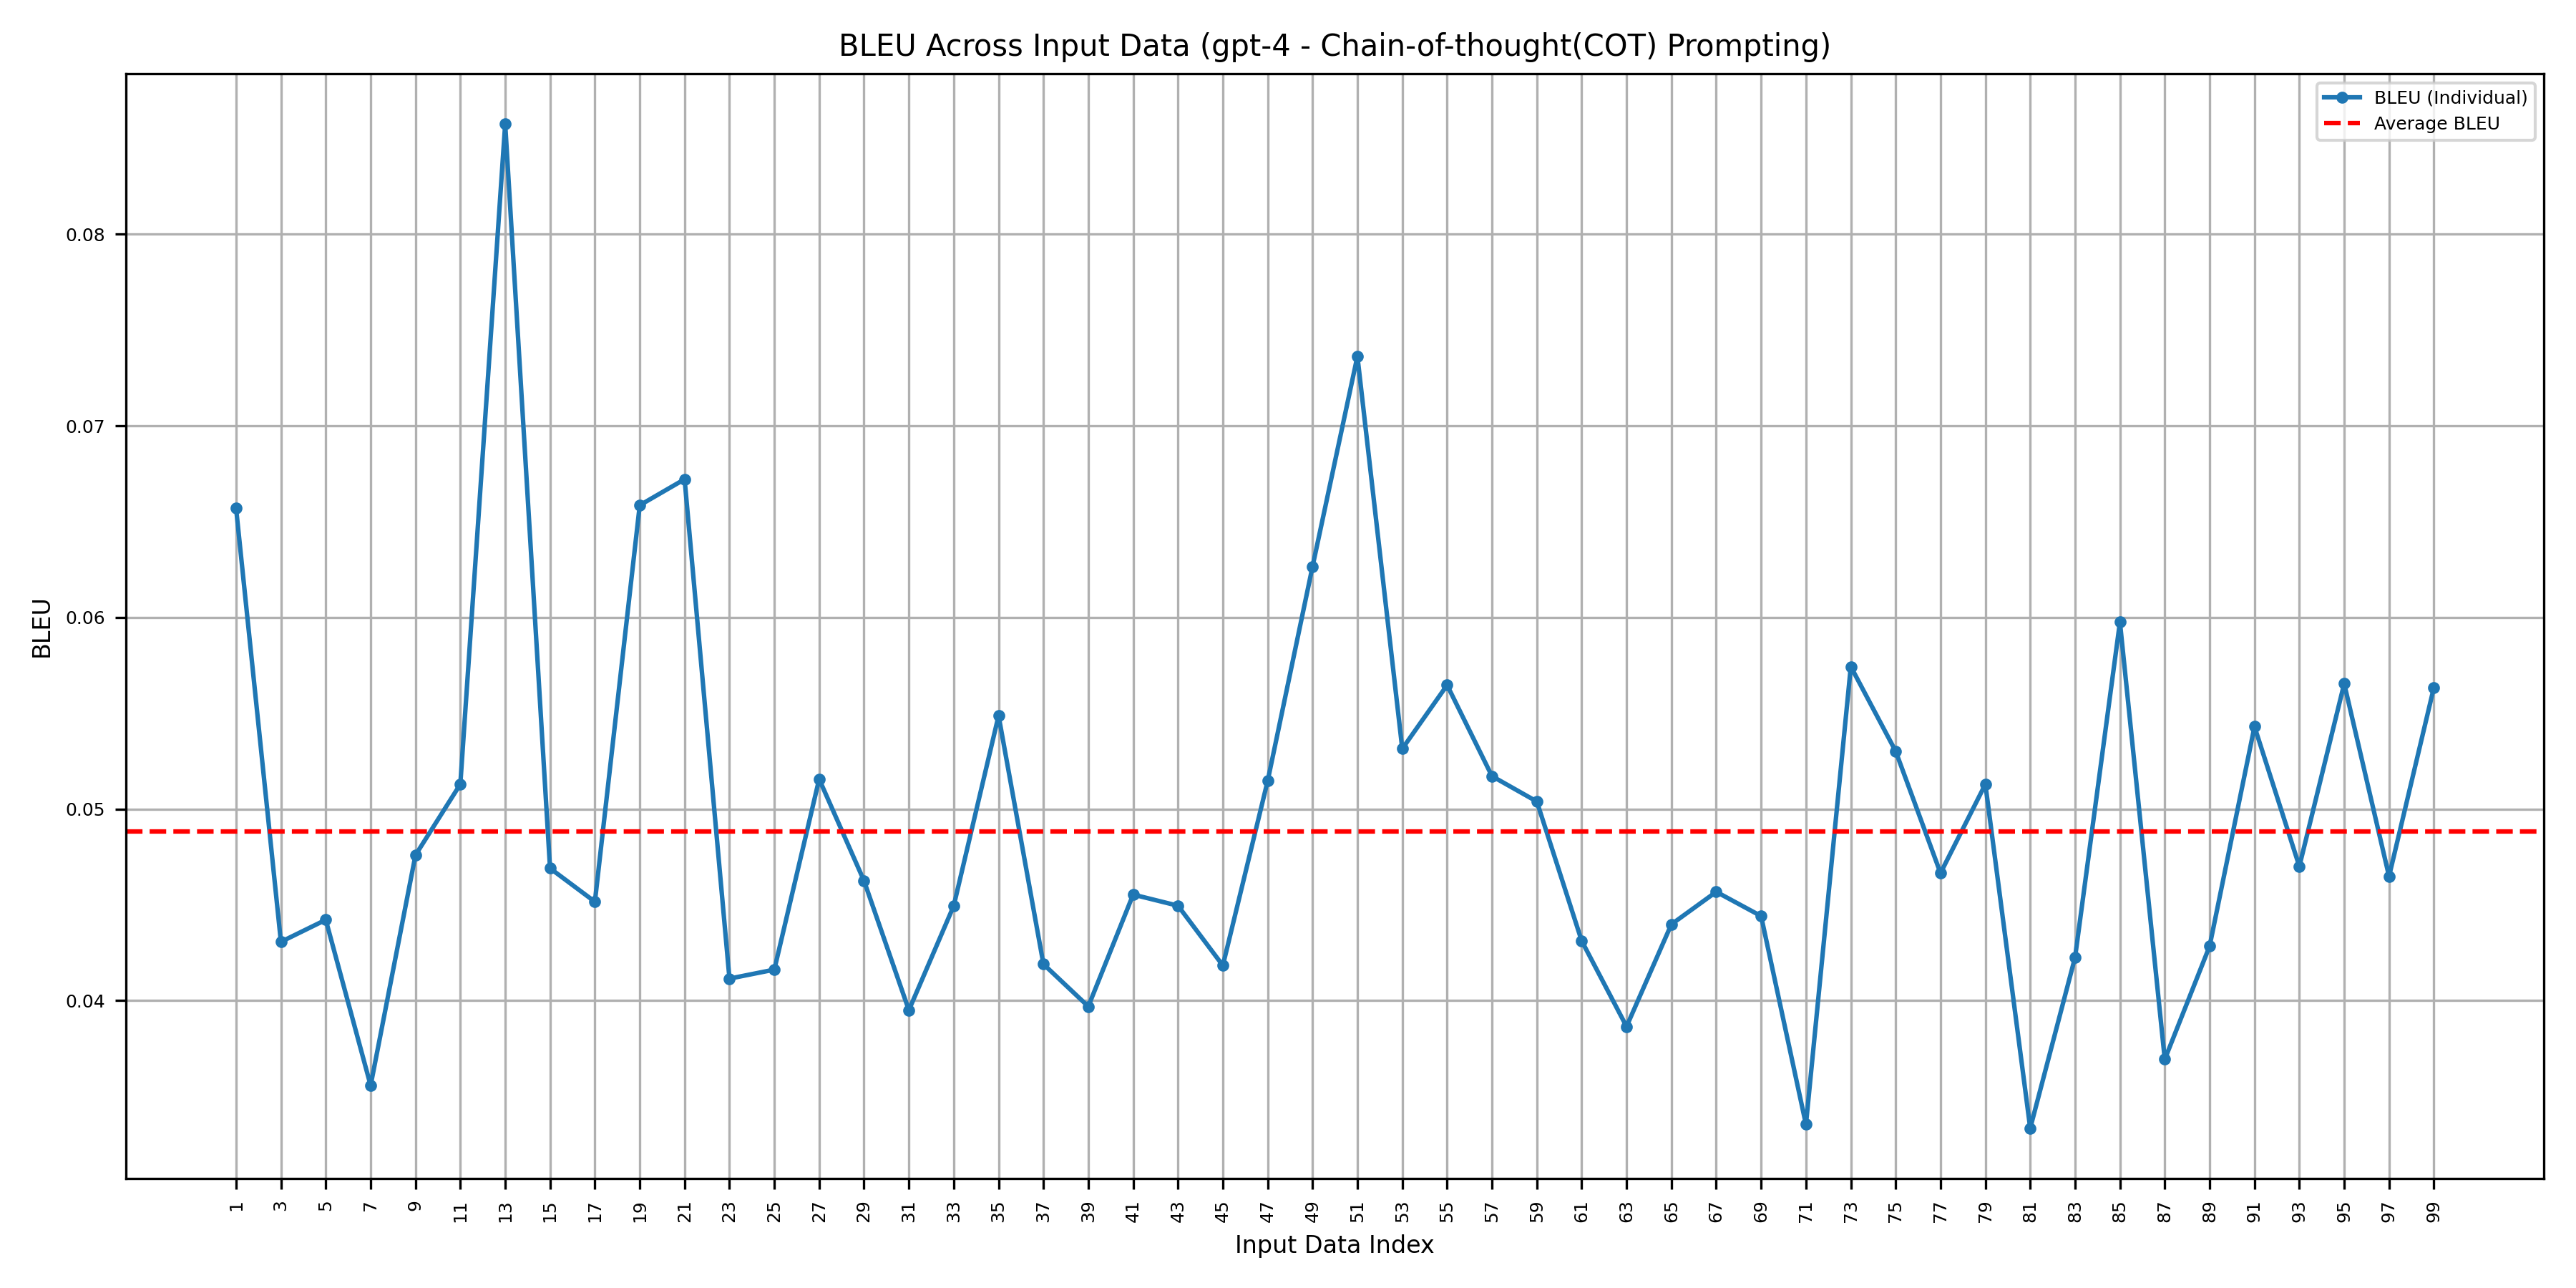 BLEU Across Input Data (gpt-4 - Chain-of-thought(COT) Prompting)
BLEU (Individual)
Average BLEU
BLEU
0.08
0.07
0.06
0.05
0.04
1 3 5 7 9 11 13 15 17 19 21 23 25 27 29 31 33 35 37 39 41 43 45 47 49 51 53 55 57 59 61 63 65 67 69 71 73 75 77 79 81 83 85 87 89 91 93 95 97 99
Input Data Index